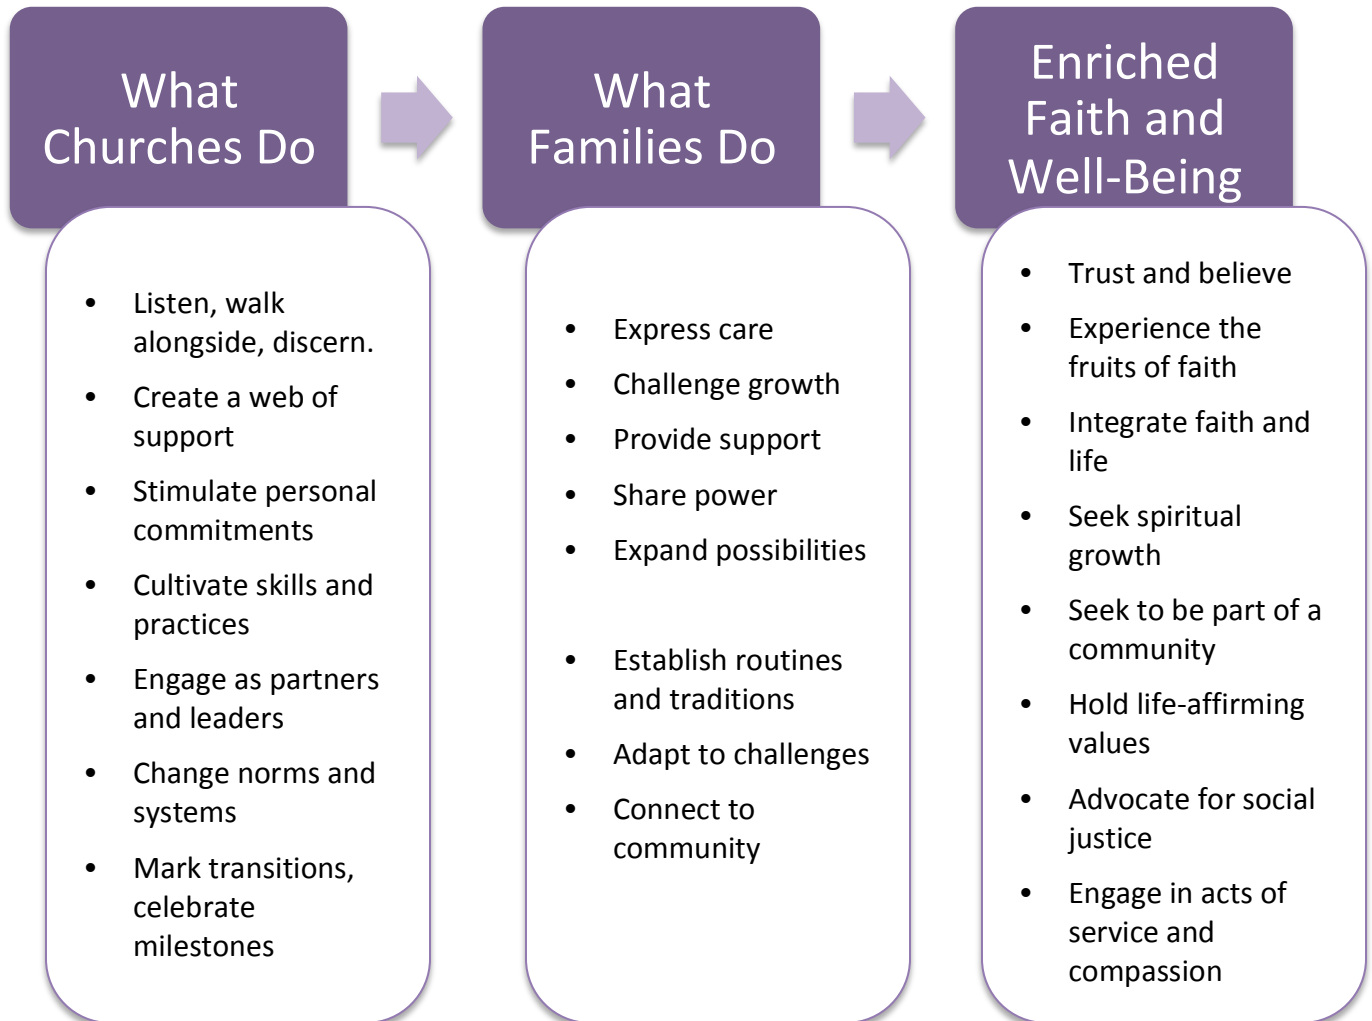 What
Churches Do
• Listen, walk
alongside, discern.
• Create a web of
support
• Stimulate personal
commitments
• Cultivate skills and
practices
• Engage as partners
and leaders
• Change norms and
systems
• Mark transitions,
celebrate
milestones
What
Families Do
• Express care
• Challenge growth
• Provide support
• Share power
• Expand possibilities
• Establish routines
and traditions
• Adapt to challenges
• Connect to
community
Enriched
Faith and
Well-Being
• Trust and believe
• Experience the
fruits of faith
• Integrate faith and
life
• Seek spiritual
growth
• Seek to be part of a
community
• Hold life-affirming
values
• Advocate for social
justice
• Engage in acts of
service and
compassion